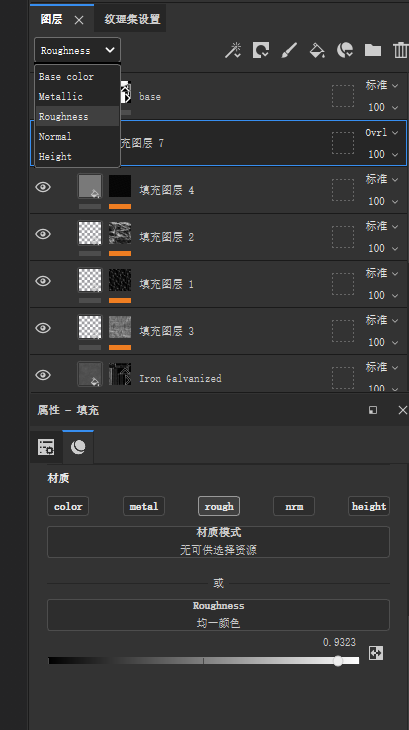 图层
纹理集设置
Roughness
Base color
Metallic
Roughness
Normal
Height
base
标准
100
充图层 7
Ovrl
100
填充图层 4
标准
100
填充图层 2
标准
100
填充图层 1
标准
100
填充图层 3
标准
100
Iron Galvanized
标准
100
属性 - 填充
材质
color
metal
rough
nrm
height
材质模式
无可供选择资源
或
Roughness
均一颜色
0.9323